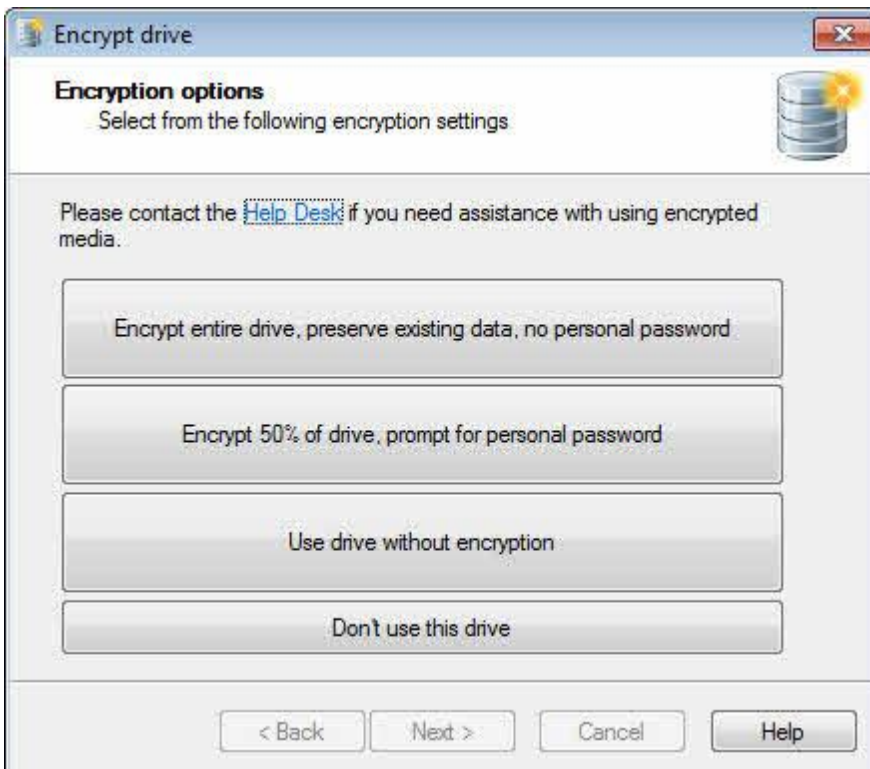 Encrypt drive
Encryption options
Select from the following encryption settings
Please contact the Help Desk if you need assistance with using encrypted
media.
Encrypt entire drive, preserve existing data, no personal password
Encrypt 50% of drive, prompt for personal password
Use drive without encryption
Don't use this drive
< Back Next > Cancel Help